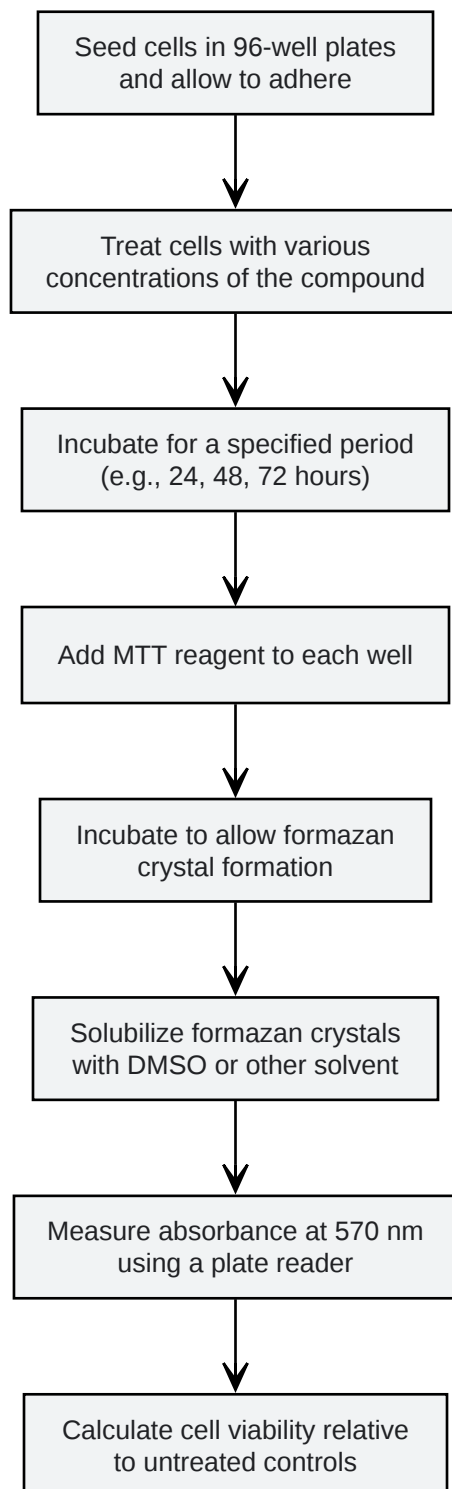 Seed cells in 96-well plates
and allow to adhere
Treat cells with various
concentrations of the compound
Incubate for a specified period
(e.g., 24, 48, 72 hours)
Add MTT reagent to each well
Incubate to allow formazan
crystal formation
Solubilize formazan crystals
with DMSO or other solvent
Measure absorbance at 570 nm
using a plate reader
Calculate cell viability relative
to untreated controls